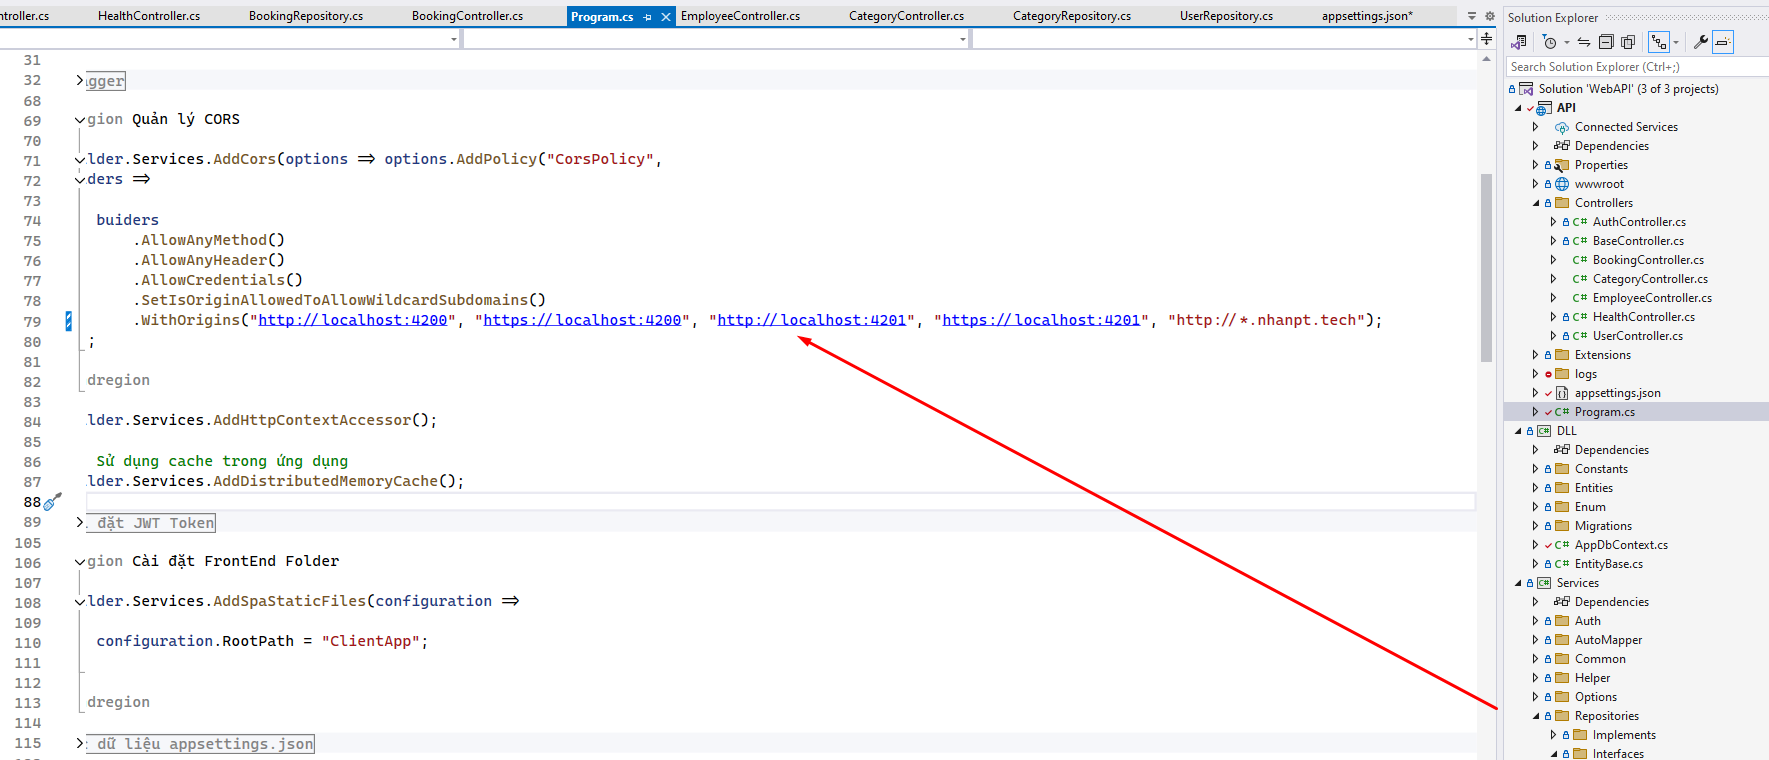 ntroller.cs HealthController.cs BookingRepository.cs BookingController.cs Program.cs EmployeeController.cs CategoryController.cs CategoryRepository.cs UserRepository.cs appsettings.json*
31
32 gger
68
69 gion Quản lý CORS
70
71 lder.Services.AddCors(options => options.AddPolicy("CorsPolicy",
72 ders =>
73
74 buiders
75 .AllowAnyMethod()
76 .AllowAnyHeader()
77 .AllowCredentials()
78 .SetIsOriginAllowedToAllowWildcardSubdomains()
79 .WithOrigins("http://localhost:4200", "https://localhost:4200", "http://localhost:4201", "https://localhost:4201", "http://*.nhanpt.tech");
80 ;
81
82 dregion
83
84 lder.Services.AddHttpContextAccessor();
85
86 Sử dụng cache trong ứng dụng
87 lder.Services.AddDistributedMemoryCache();
88
89 đặt JWT Token
105
106 gion Cài đặt FrontEnd Folder
107
108 lder.Services.AddSpaStaticFiles(configuration =>
109
110 configuration.RootPath = "ClientApp";
111
112
113 dregion
114
115 dữ liệu appsettings.json
Solution Explorer
Search Solution Explorer (Ctrl+;)
Solution 'WebAPI' (3 of 3 projects)
API
Connected Services
Dependencies
Properties
wwwroot
Controllers
C# AuthController.cs
C# BaseController.cs
C# BookingController.cs
C# CategoryController.cs
C# EmployeeController.cs
C# HealthController.cs
C# UserController.cs
Extensions
logs
appsettings.json
C# Program.cs
C# DLL
Dependencies
Constants
Entities
Enum
Migrations
C# AppDbContext.cs
C# EntityBase.cs
C# Services
Dependencies
Auth
AutoMapper
Common
Helper
Options
Repositories
Implements
Interfaces